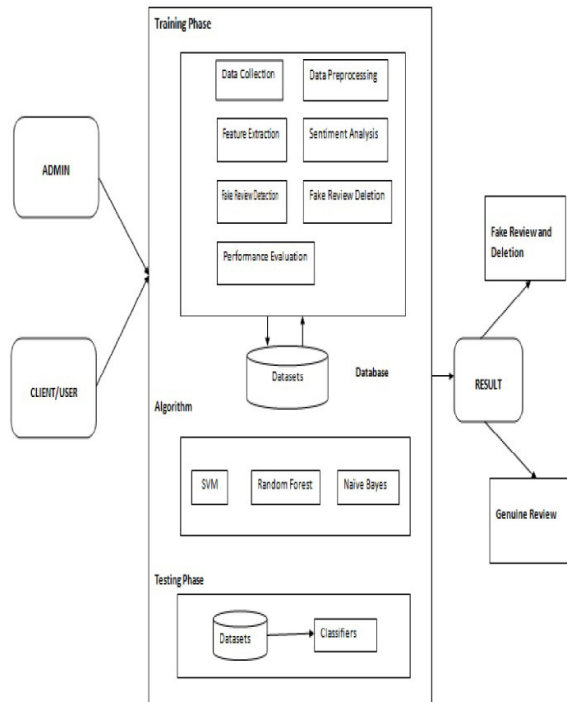 Training Phase
Data Collection
Data Preprocessing
Feature Extraction
Sentiment Analysis
Fake Review Detection
Fake Review Deletion
Performance Evaluation
ADMIN
CLIENT/USER
Datasets
Database
Algorithm
SVM
Random Forest
Naive Bayes
Testing Phase
Datasets
Classifiers
RESULT
Fake Review and
Deletion
Genuine Review